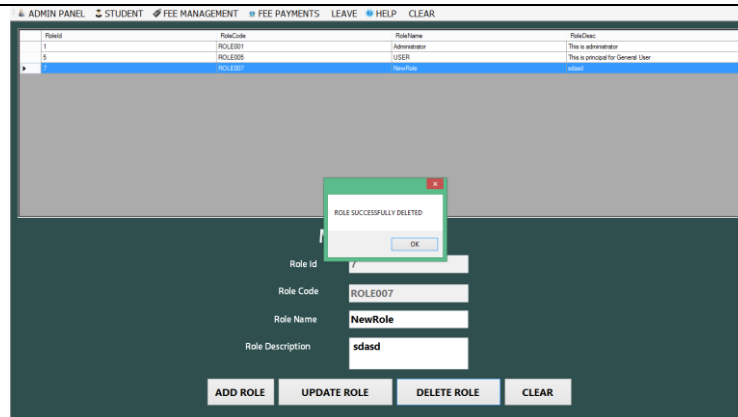 ADMIN PANEL STUDENT FEE MANAGEMENT FEE PAYMENTS LEAVE HELP CLEAR
RoleId RoleCode RoleName RoleDesc
1 ROLE001 Administrator This is administrator
5 ROLE005 USER This is principal for General User
7 ROLE007 NewRole sdasd
ROLE SUCCESSFULLY DELETED
OK
Role Id 7
Role Code ROLE007
Role Name NewRole
Role Description sdasd
ADD ROLE UPDATE ROLE DELETE ROLE CLEAR